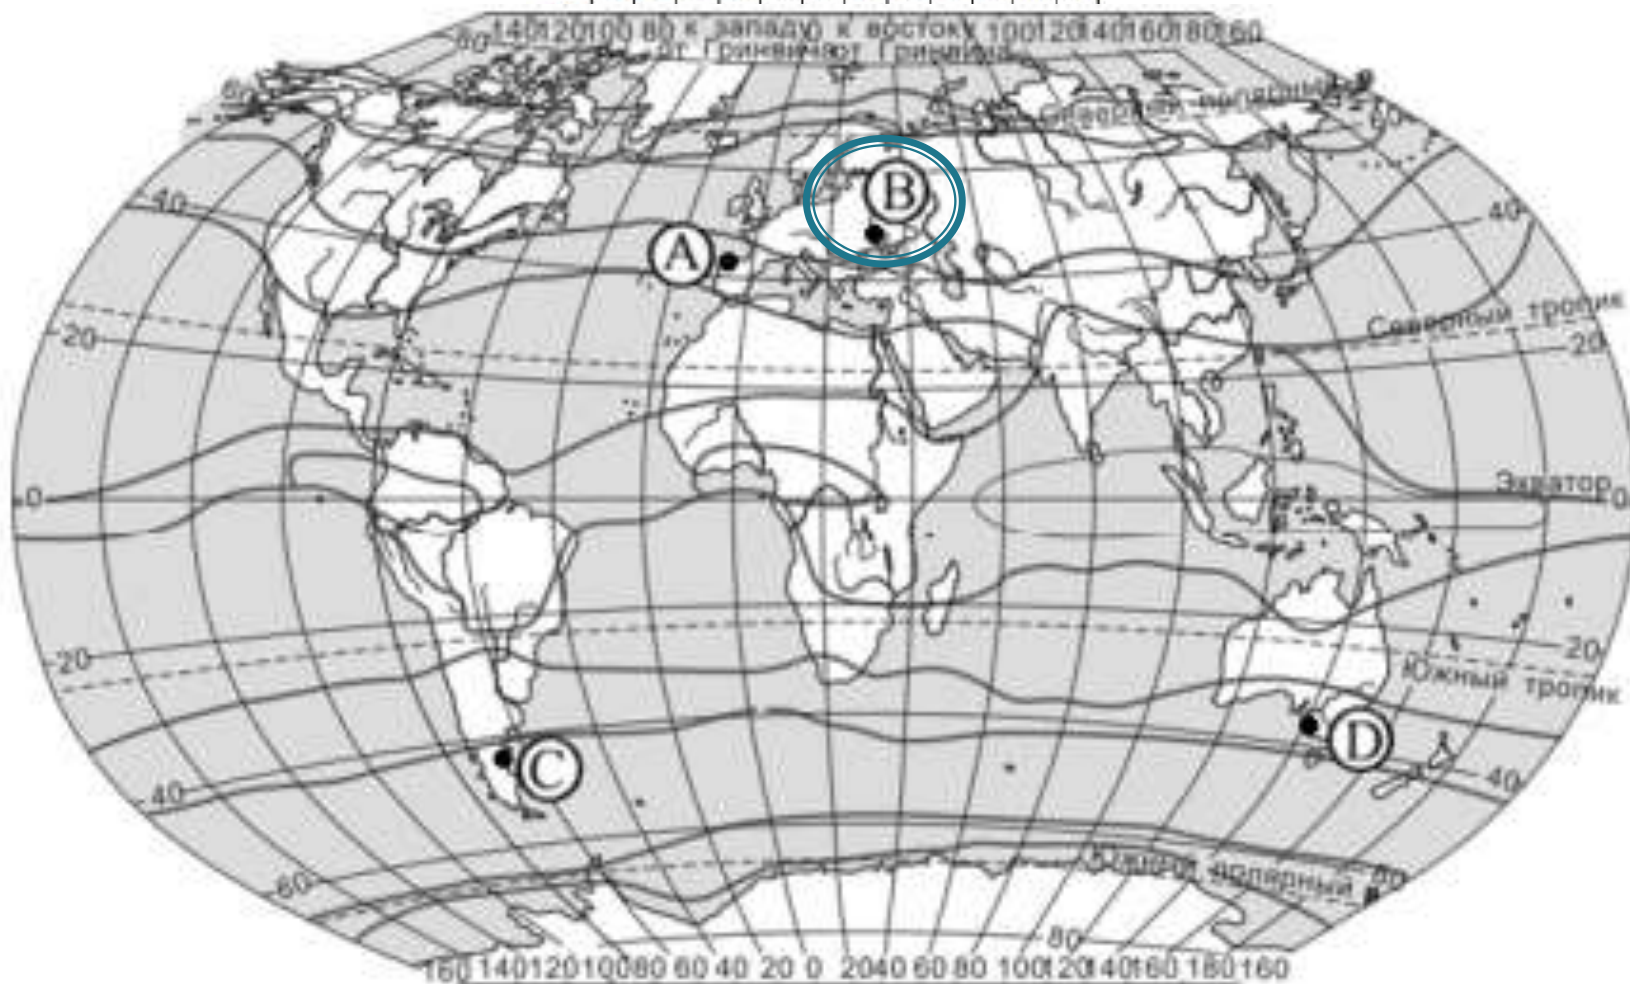 140 120 100 80 к западу 0 к востоку 100 120 140 160 180 160
80 от Гринвича от Гринвича
Северный полярный
60 60
B
40 40
A
Северный тропик
20 20
Экватор
0 0
20 20
Южный тропик
D
C
40 40
60 полярный 60
80
160 140 120 100 80 60 40 20 0 20 40 60 80 100 120 140 160 180 160